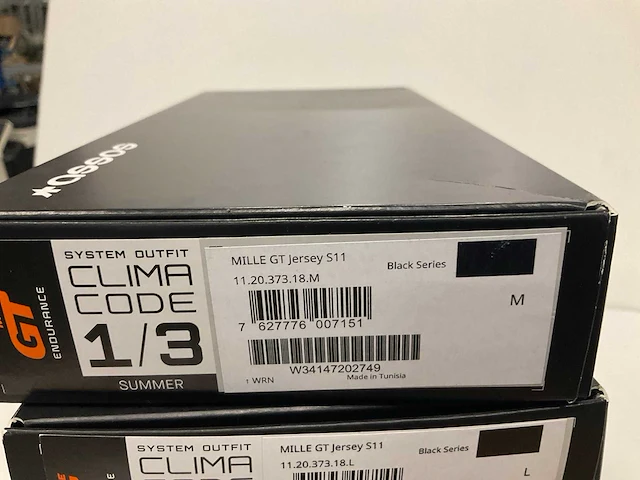 assos
GT
ENDURANCE
SYSTEM OUTFIT
CLIMA
CODE
1/3
SUMMER
MILLE GT Jersey S11
11.20.373.18.M
Black Series
M
7 627776 007151
W34147202749
1 WRN
Made in Tunisia
SYSTEM OUTFIT
CLIMA
MILLE GT Jersey S11
11.20.373.18.L
Black Series
L